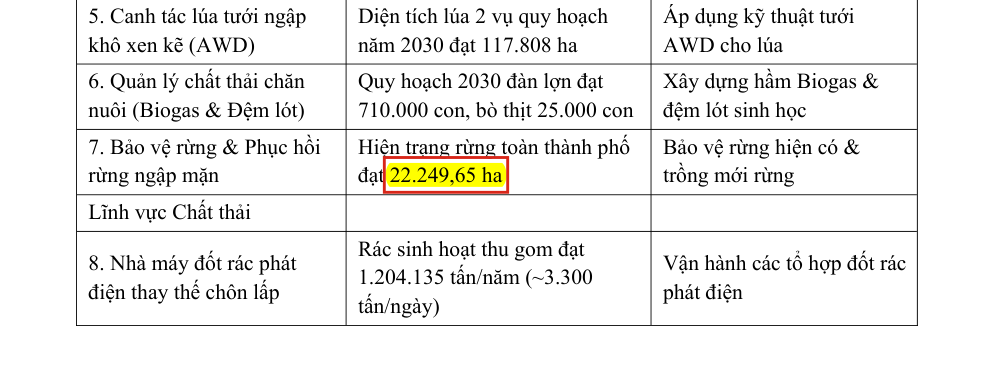 5. Canh tác lúa tưới ngập
khô xen kẽ (AWD)
Diện tích lúa 2 vụ quy hoạch
năm 2030 đạt 117.808 ha
Áp dụng kỹ thuật tưới
AWD cho lúa
6. Quản lý chất thải chăn
nuôi (Biogas & Đệm lót)
Quy hoạch 2030 đàn lợn đạt
710.000 con, bò thịt 25.000 con
Xây dựng hầm Biogas &
đệm lót sinh học
7. Bảo vệ rừng & Phục hồi
rừng ngập mặn
Hiện trạng rừng toàn thành phố
đạt 22.249,65 ha
Bảo vệ rừng hiện có &
trồng mới rừng
Lĩnh vực Chất thải
8. Nhà máy đốt rác phát
điện thay thế chôn lấp
Rác sinh hoạt thu gom đạt
1.204.135 tấn/năm (~3.300
tấn/ngày)
Vận hành các tổ hợp đốt rác
phát điện